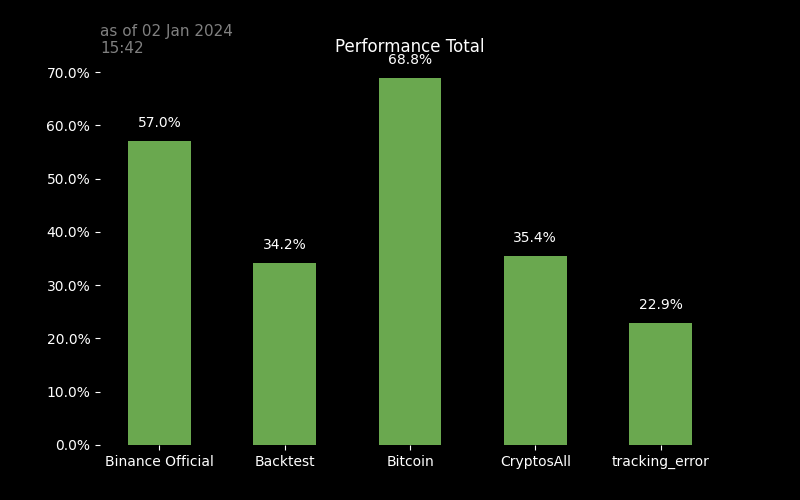 as of 02 Jan 2024
15:42
Performance Total
70.0%
60.0%
50.0%
40.0%
30.0%
20.0%
10.0%
0.0%
57.0%
34.2%
68.8%
35.4%
22.9%
Binance Official
Backtest
Bitcoin
CryptosAll
tracking_error